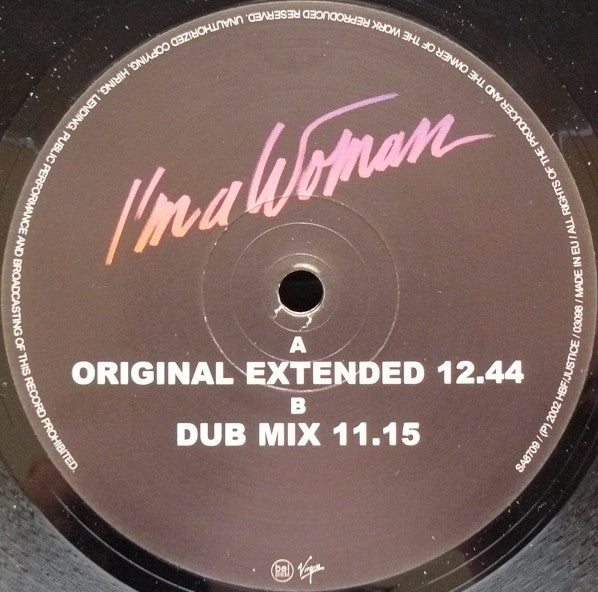 I'm a Woman
A
ORIGINAL EXTENDED 12.44
B
DUB MIX 11.15
Virgin
SA8709 / (P) 2002 HBF/JUSTICE / 03098 / MADE IN EU / ALL RIGHTS OF THE PRODUCER AND THE OWNER OF THE WORK REPRODUCED RESERVED. UNAUTHORIZED COPYING, HIRING, LENDING, PUBLIC PERFORMANCE AND BROADCASTING OF THIS RECORD PROHIBITED.